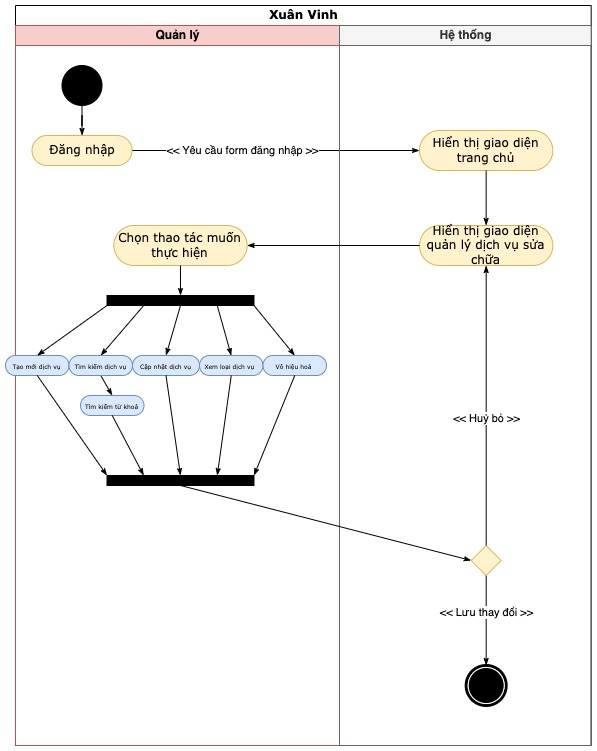 Xuân Vinh
Quản lý
Hệ thống
Đăng nhập
<< Yêu cầu form đăng nhập >>
Hiển thị giao diện
trang chủ
Chọn thao tác muốn
thực hiện
Hiển thị giao diện
quản lý dịch vụ sửa
chữa
Tạo mới dịch vụ
Tìm kiếm dịch vụ
Cập nhật dịch vụ
Xem loại dịch vụ
Vô hiệu hoá
Tìm kiếm từ khoá
<< Huỷ bỏ >>
<< Lưu thay đổi >>